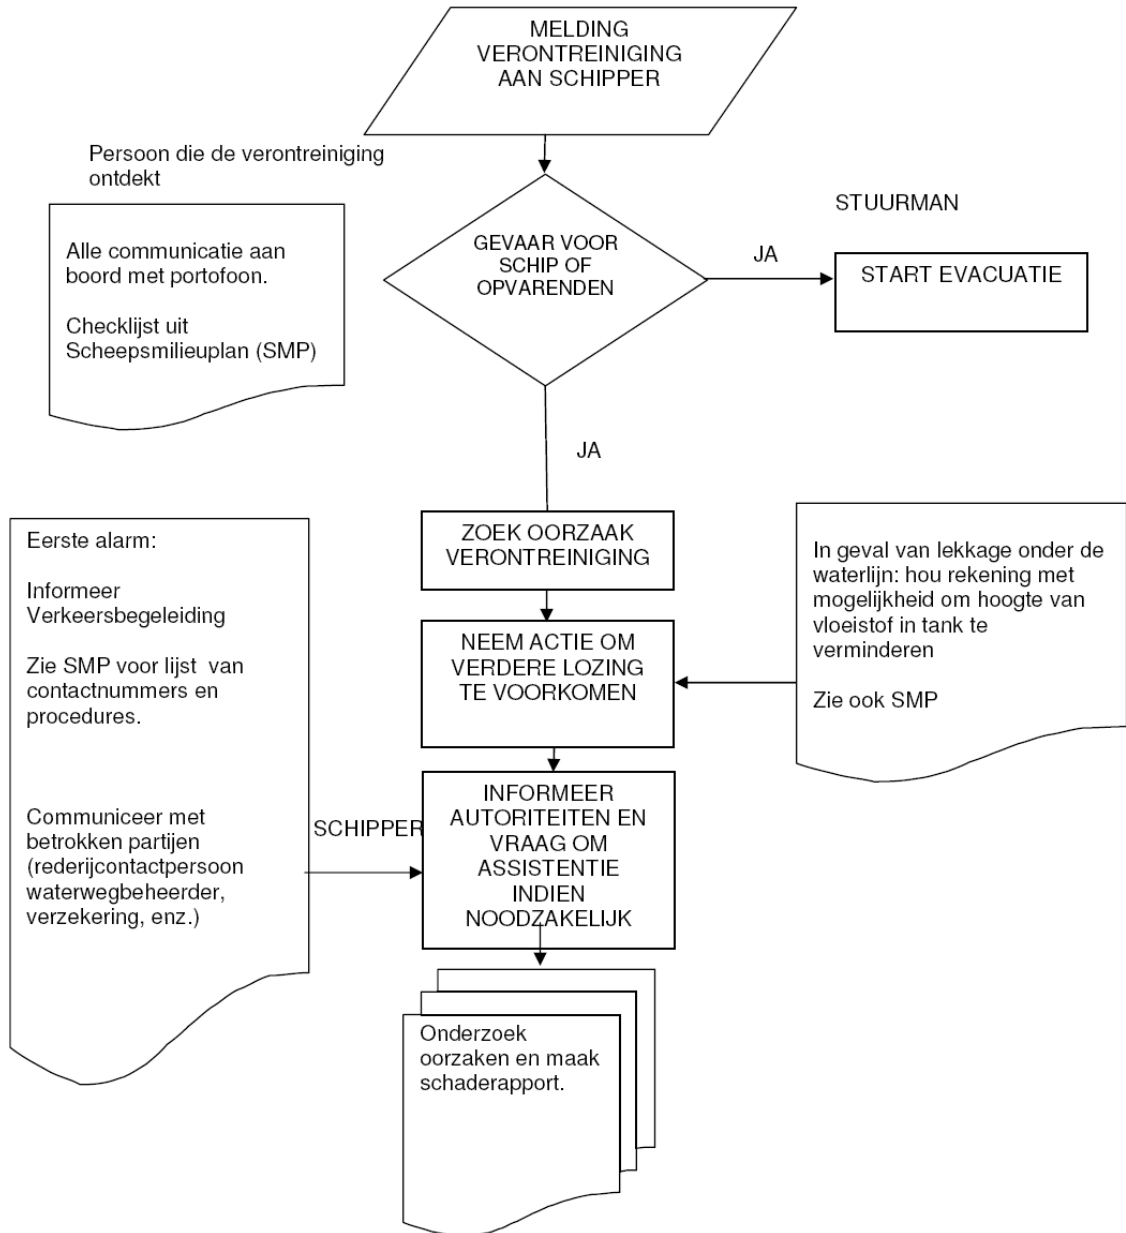 MELDING
VERONTREINIGING
AAN SCHIPPER
Persoon die de verontreiniging
ontdekt
Alle communicatie aan
boord met portofoon.
Checklijst uit
Scheepsmilieuplan (SMP)
GEVAAR VOOR
SCHIP OF
OPVARENDEN
JA
STUURMAN
START EVACUATIE
JA
ZOEK OORZAAK
VERONTREINIGING
Eerste alarm:
Informeer
Verkeersbegeleiding
Zie SMP voor lijst van
contactnummers en
procedures.
Communiceer met
betrokken partijen
(rederijcontactpersoon
waterwegbeheerder,
verzekering, enz.)
NEEM ACTIE OM
VERDERE LOZING
TE VOORKOMEN
In geval van lekkage onder de
waterlijn: hou rekening met
mogelijkheid om hoogte van
vloeistof in tank te
verminderen
Zie ook SMP
SCHIPPER
INFORMEER
AUTORITEITEN EN
VRAAG OM
ASSISTENTIE
INDIEN
NOODZAKELIJK
Onderzoek
oorzaken en maak
schaderapport.